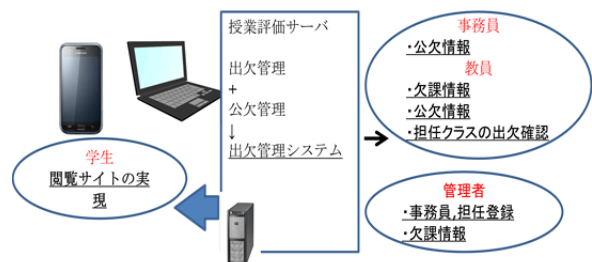 授業評価サーバ
出欠管理
+
公欠管理
↓
出欠管理システム
学生
閲覧サイトの実
現
事務員
・公欠情報
教員
・欠課情報
・公欠情報
・担任クラスの出欠確認
管理者
・事務員,担任登録
・欠課情報